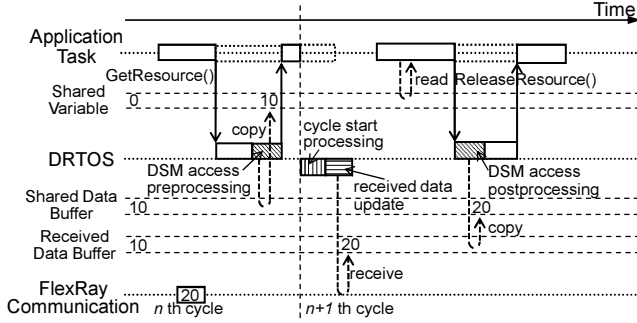 Time
Application
Task
GetResource()
read
ReleaseResource()
Shared
Variable
0
10
copy
cycle start
processing
DRTOS
DSM access
preprocessing
received data
update
DSM access
postprocessing
Shared Data
Buffer
10
20
copy
Received
Data Buffer
10
20
receive
FlexRay
Communication
20
n th cycle
n+1 th cycle